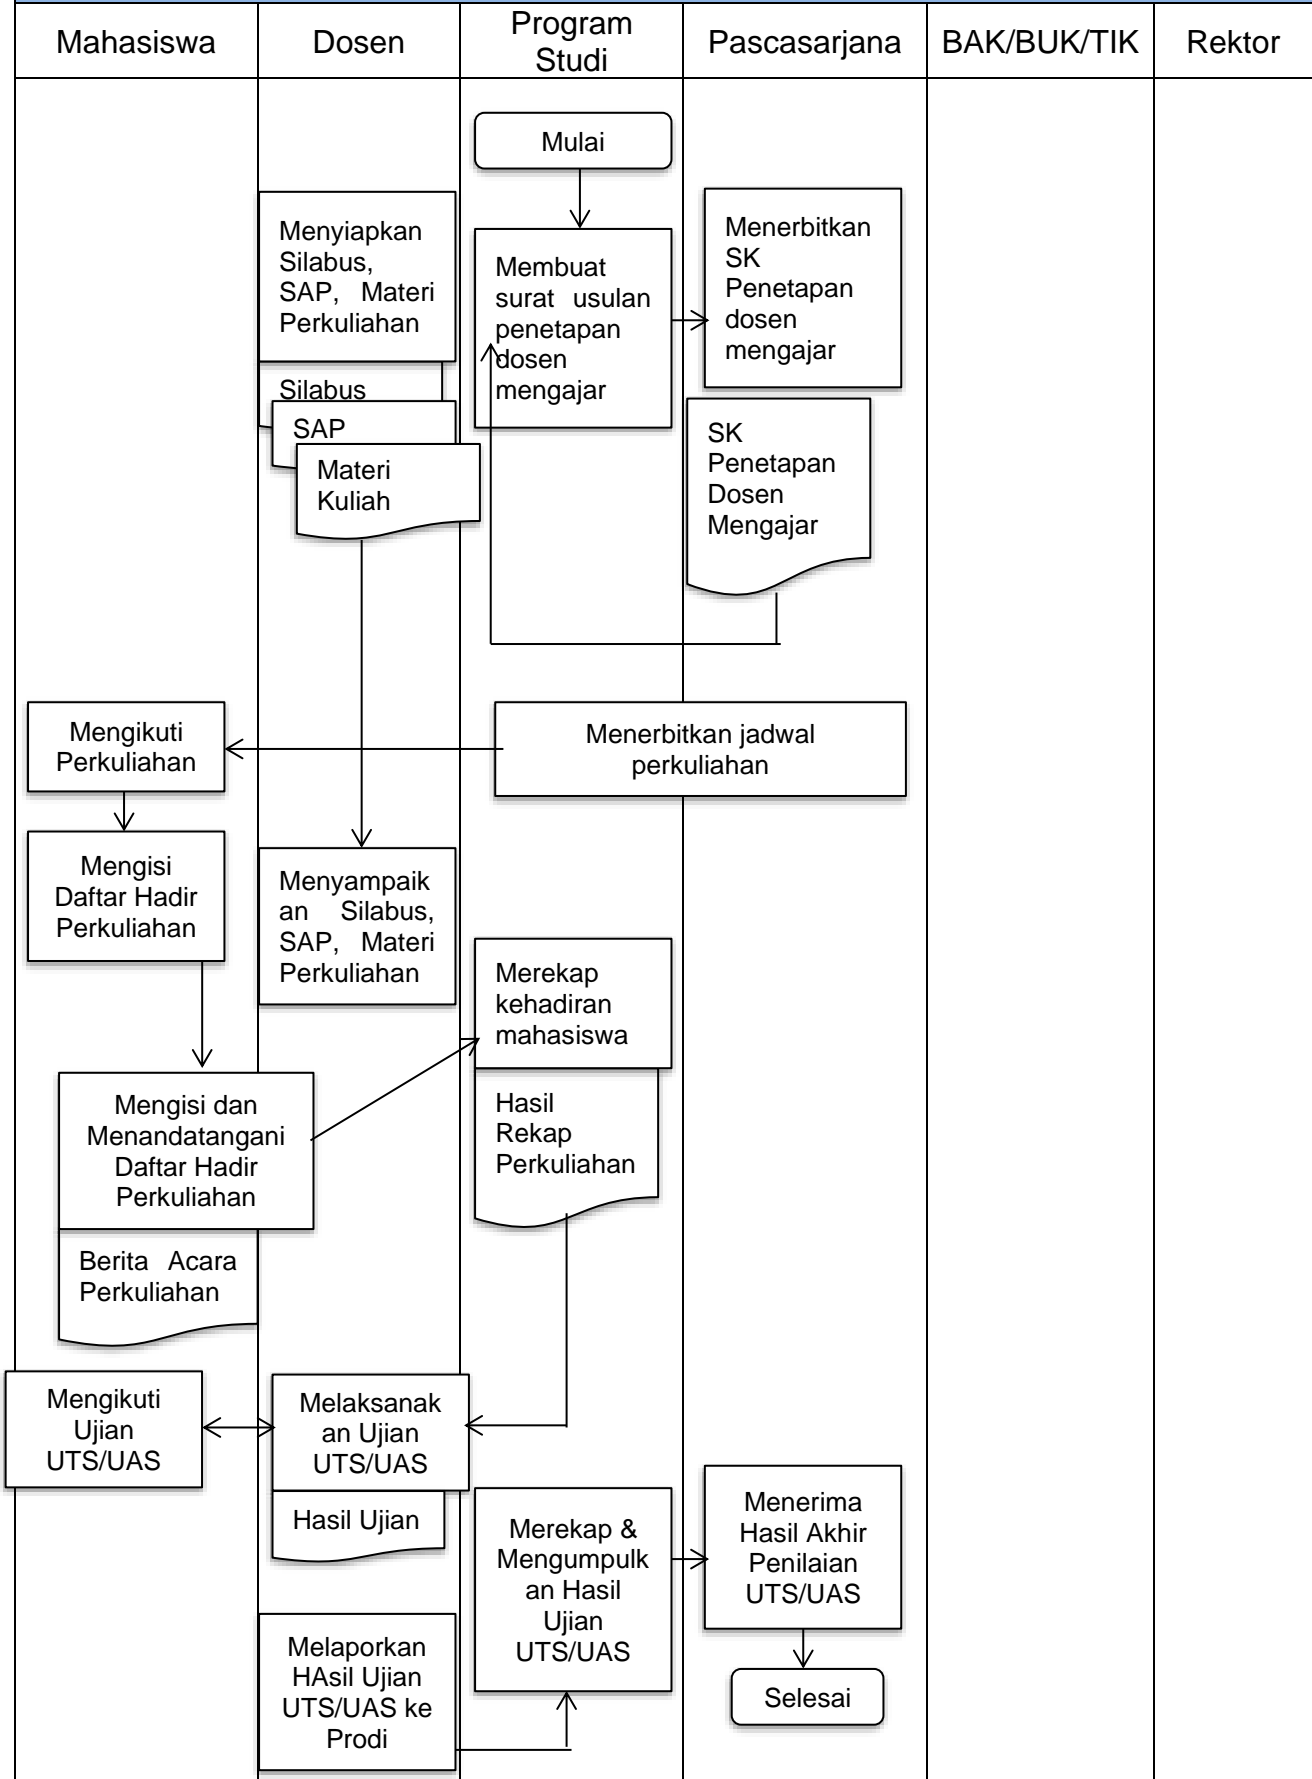 Mahasiswa
Dosen
Program
Studi
Pascasarjana
BAK/BUK/TIK
Rektor
Mulai
Menyiapkan
Silabus,
SAP, Materi
Perkuliahan
Silabus
SAP
Materi
Kuliah
Membuat
surat usulan
penetapan
dosen
mengajar
Menerbitkan
SK
Penetapan
dosen
mengajar
SK
Penetapan
Dosen
Mengajar
Mengikuti
Perkuliahan
Menerbitkan jadwal
perkuliahan
Mengisi
Daftar Hadir
Perkuliahan
Menyampaik
an Silabus,
SAP, Materi
Perkuliahan
Merekap
kehadiran
mahasiswa
Hasil
Rekap
Perkuliahan
Mengisi dan
Menandatangani
Daftar Hadir
Perkuliahan
Berita Acara
Perkuliahan
Mengikuti
Ujian
UTS/UAS
Melaksanak
an Ujian
UTS/UAS
Hasil Ujian
Merekap &
Mengumpulk
an Hasil
Ujian
UTS/UAS
Menerima
Hasil Akhir
Penilaian
UTS/UAS
Melaporkan
HAsil Ujian
UTS/UAS ke
Prodi
Selesai